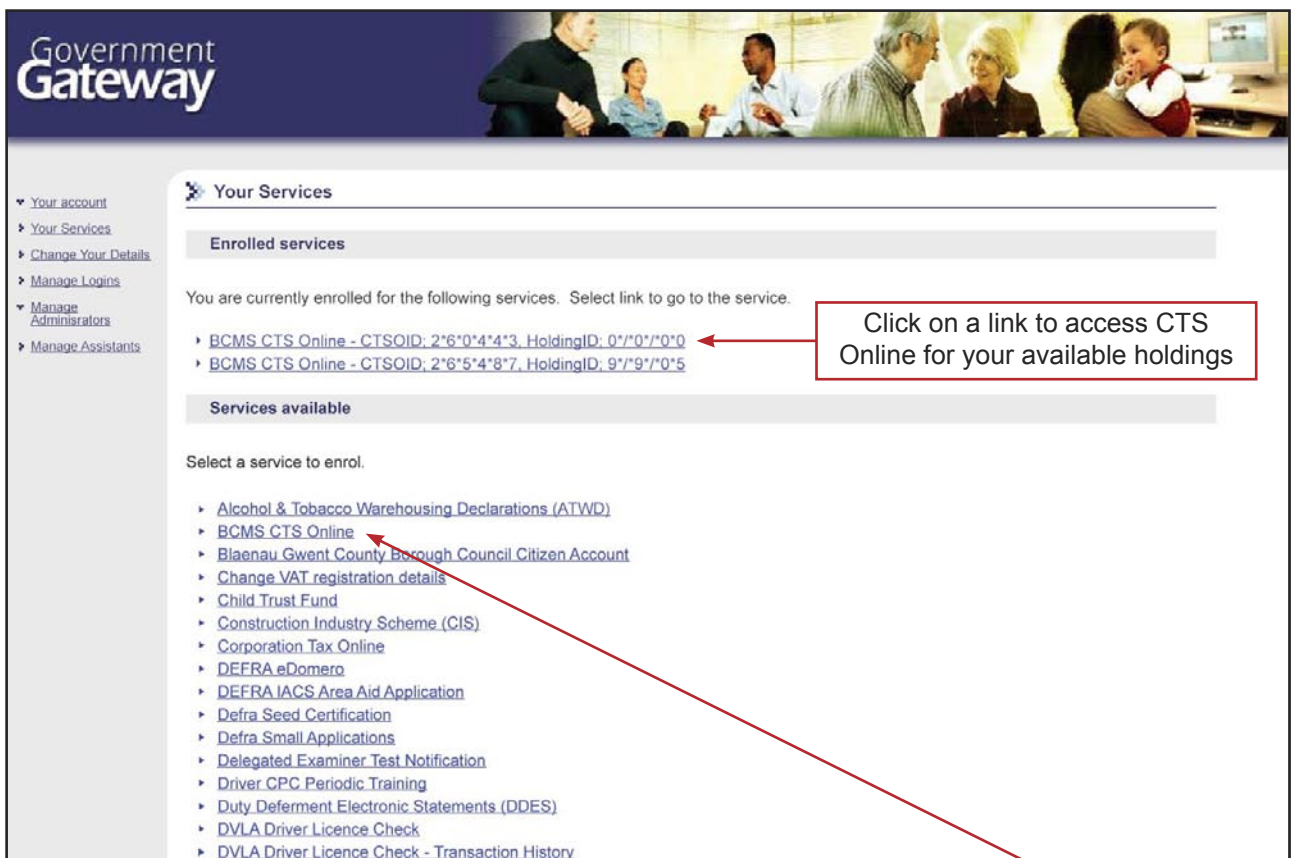 Government
Gateway
Your account
Your Services
Change Your Details
Manage Logins
Manage
Adminisrators
Manage Assistants
Your Services
Enrolled services
You are currently enrolled for the following services. Select link to go to the service.
BCMS CTS Online - CTSOID; 2*6*0*4*4*3, HoldingID; 0*/*0*/*0*0
BCMS CTS Online - CTSOID; 2*6*5*4*8*7, HoldingID; 9*/*9*/*0*5
Click on a link to access CTS
Online for your available holdings
Services available
Select a service to enrol.
Alcohol & Tobacco Warehousing Declarations (ATWD)
BCMS CTS Online
Blaenau Gwent County Borough Council Citizen Account
Change VAT registration details
Child Trust Fund
Construction Industry Scheme (CIS)
Corporation Tax Online
DEFRA eDomero
DEFRA IACS Area Aid Application
Defra Seed Certification
Defra Small Applications
Delegated Examiner Test Notification
Driver CPC Periodic Training
Duty Deferment Electronic Statements (DDES)
DVLA Driver Licence Check
DVLA Driver Licence Check - Transaction History